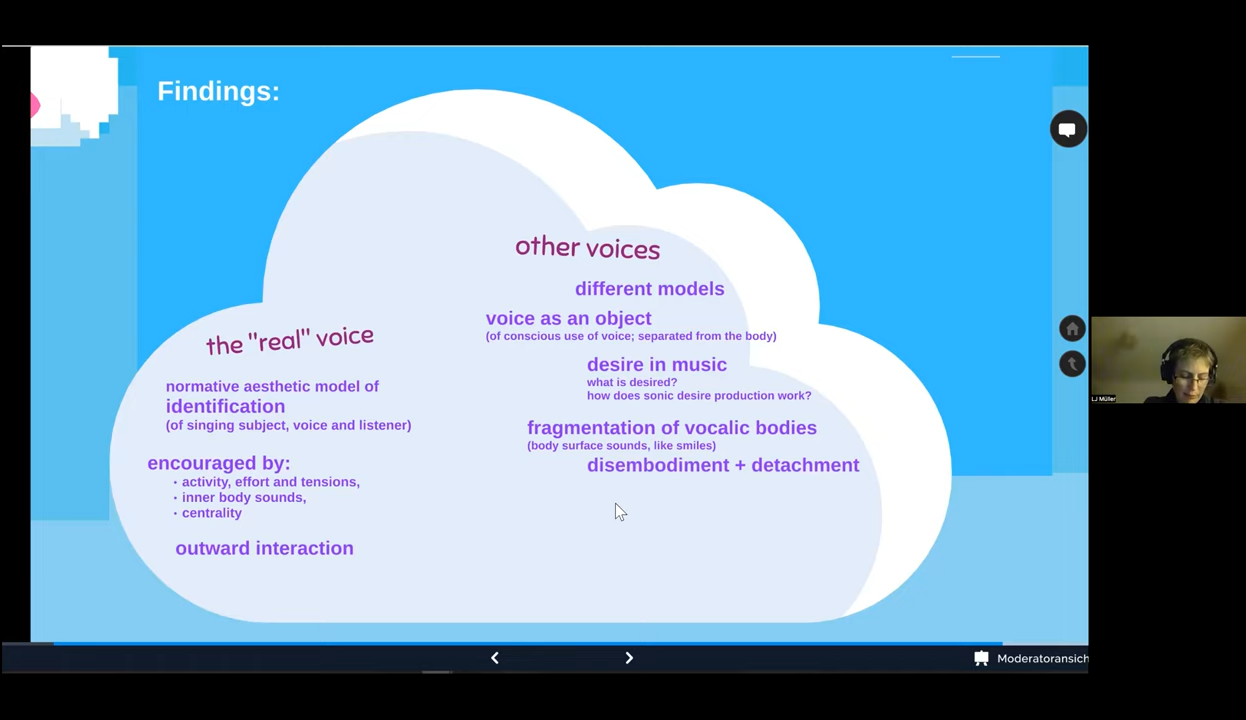 Findings:
the "real" voice
normative aesthetic model of
identification
(of singing subject, voice and listener)
encouraged by:
· activity, effort and tensions,
· inner body sounds,
· centrality
outward interaction
other voices
different models
voice as an object
(of conscious use of voice; separated from the body)
desire in music
what is desired?
how does sonic desire production work?
fragmentation of vocalic bodies
(body surface sounds, like smiles)
disembodiment + detachment
LJ Müller
Moderatoransich